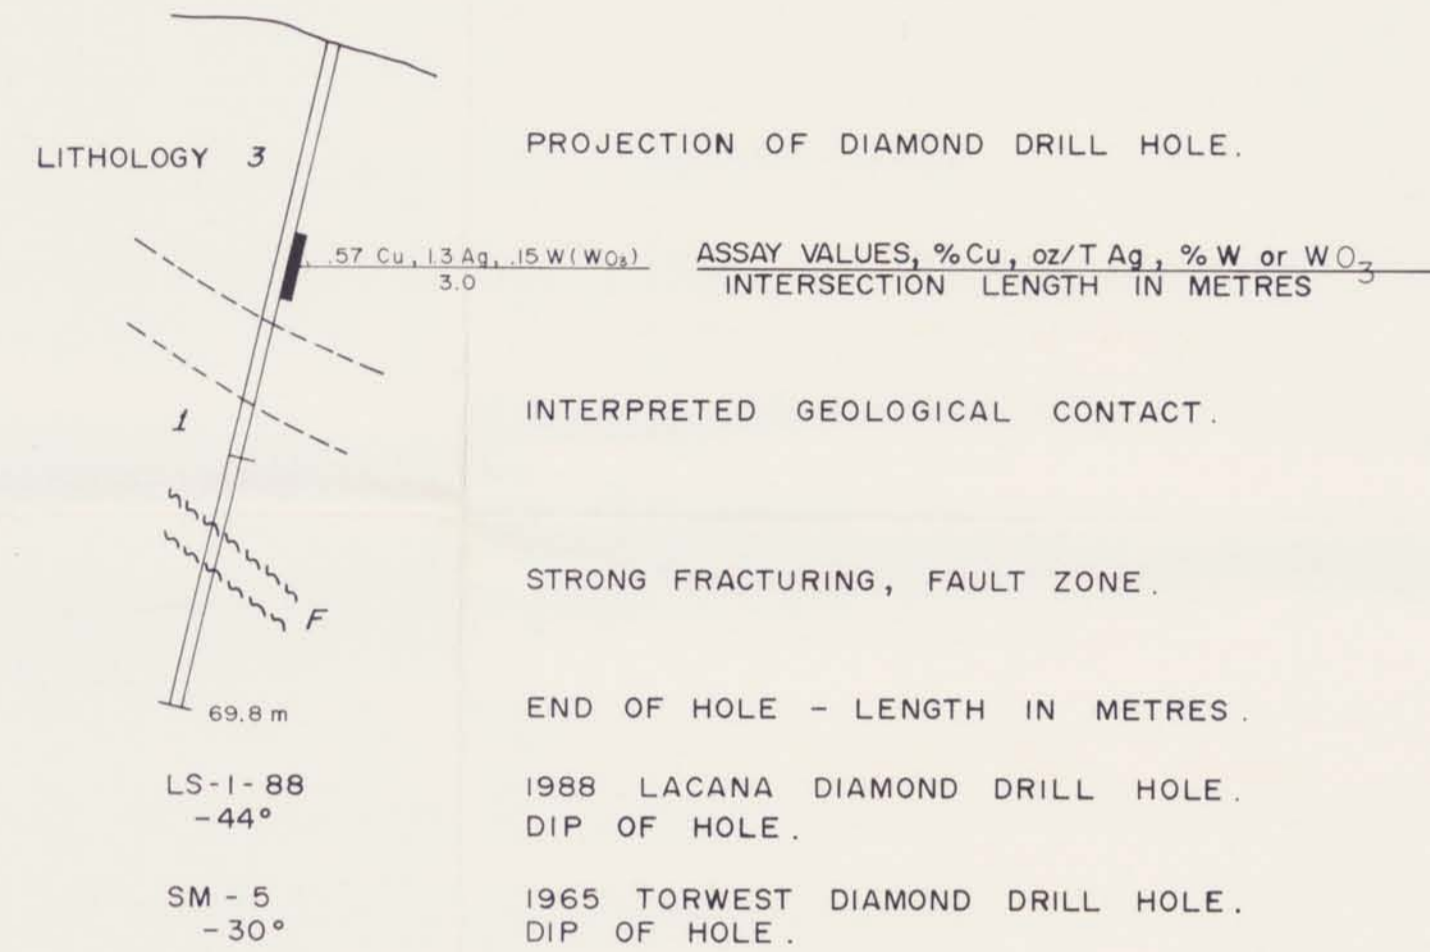 LITHOLOGY 3
PROJECTION OF DIAMOND DRILL HOLE.
.57 Cu, 1.3 Ag, .15 W (WO₃)
3.0
ASSAY VALUES, % Cu, oz/T Ag, % W or WO₃
INTERSECTION LENGTH IN METRES
1
INTERPRETED GEOLOGICAL CONTACT.
F
STRONG FRACTURING, FAULT ZONE.
69.8 m
END OF HOLE - LENGTH IN METRES.
LS-1-88
-44°
1988 LACANA DIAMOND DRILL HOLE.
DIP OF HOLE.
SM - 5
-30°
1965 TORWEST DIAMOND DRILL HOLE.
DIP OF HOLE.